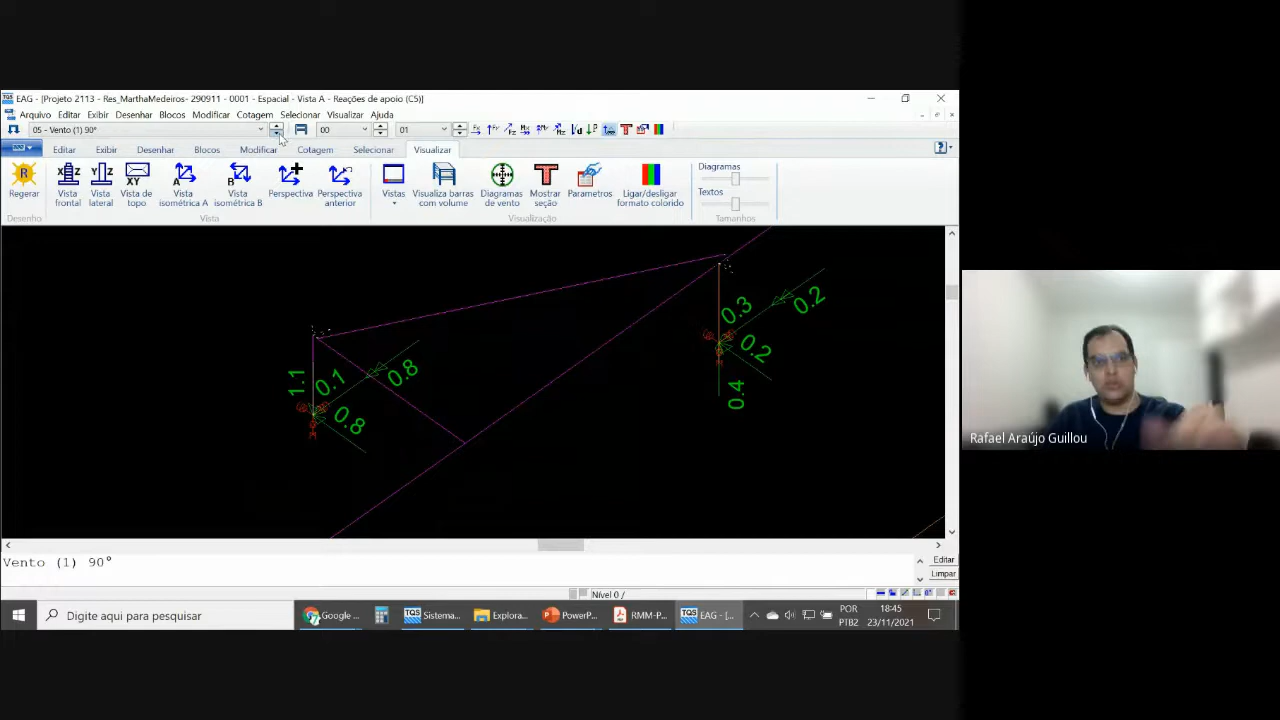 EAG - [Projeto 2113 - Res_MarthaMedeiros- 290911 - 0001 - Espacial - Vista A - Reações de apoio (C5)]
Arquivo Editar Exibir Desenhar Blocos Modificar Cotagem Selecionar Visualizar Ajuda
05 - Vento (1) 90° 00 01
Editar Exibir Desenhar Blocos Modificar Cotagem Selecionar Visualizar
Regerar
Vista frontal
Vista lateral
Vista de topo
Vista isométrica A
Vista isométrica B
Perspectiva
Perspectiva anterior
Vistas
Visualiza barras com volume
Diagramas de vento
Mostrar seção
Parametros
Ligar/desligar formato colorido
Diagramas
Textos
Desenho Vista Visualização Tamanhos
0.3
0.2
0.2
0.4
1.1
0.1
0.8
0.8
Rafael Araújo Guillou
Vento (1) 90°
Editar
Limpar
Nível 0 /
Digite aqui para pesquisar
Google ...
Sistema...
Explora...
PowerP...
RMM-P...
EAG - [...
POR
PTB2
18:45
23/11/2021